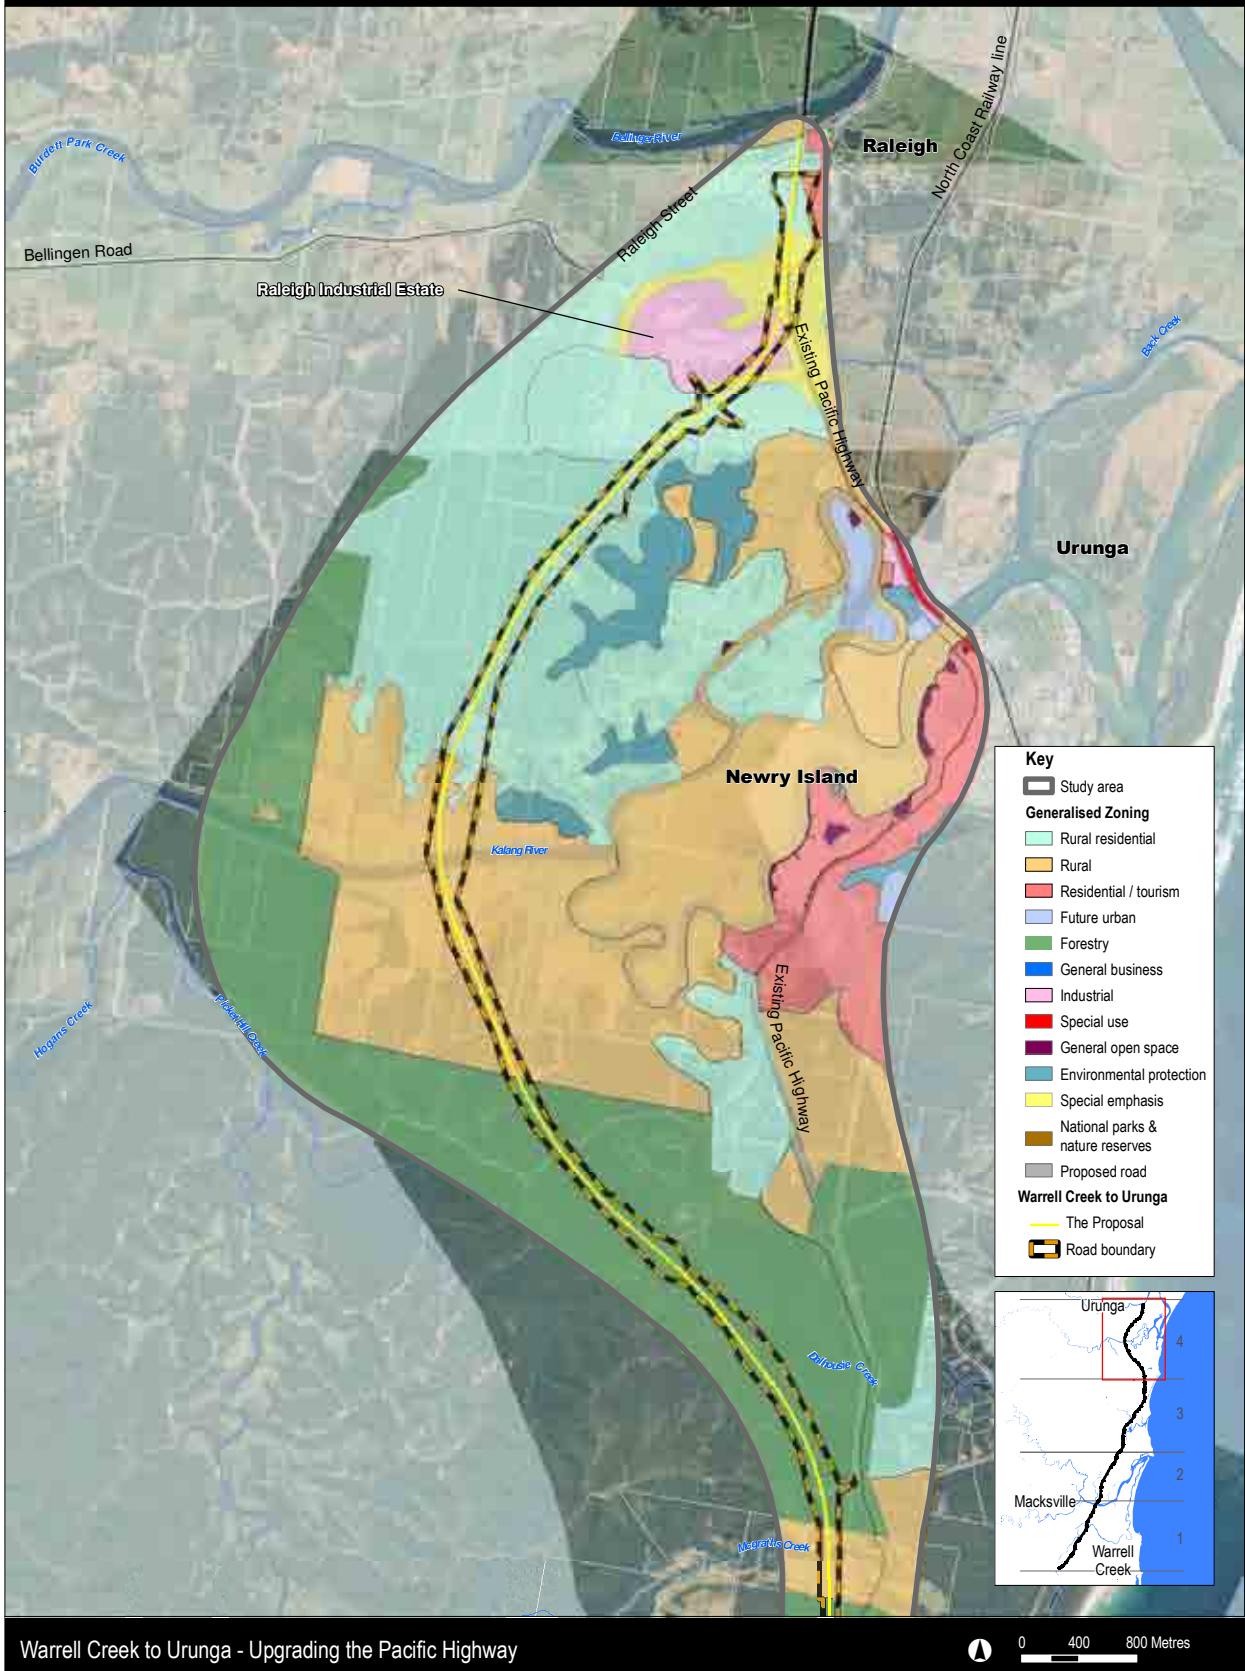 Raleigh
North Coast Railway line
Bellinger River
Burdett Park Creek
Raleigh Street
Bellingen Road
Raleigh Industrial Estate
Back Creek
Existing Pacific Highway
Urunga
Newry Island
Kalang River
Hogans Creek
Picket Hill Creek
Existing Pacific Highway
Dalhousie Creek
Mcgraths Creek
Key
Study area
Generalised Zoning
Rural residential
Rural
Residential / tourism
Future urban
Forestry
General business
Industrial
Special use
General open space
Environmental protection
Special emphasis
National parks &
nature reserves
Proposed road
Warrell Creek to Urunga
The Proposal
Road boundary
Urunga
4
3
2
Macksville
1
Warrell
Creek
Warrell Creek to Urunga - Upgrading the Pacific Highway
0 400 800 Metres